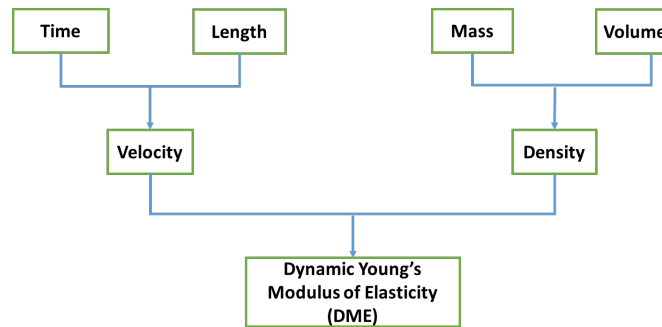 Time
Length
Mass
Volume
Velocity
Density
Dynamic Young's
Modulus of Elasticity
(DME)